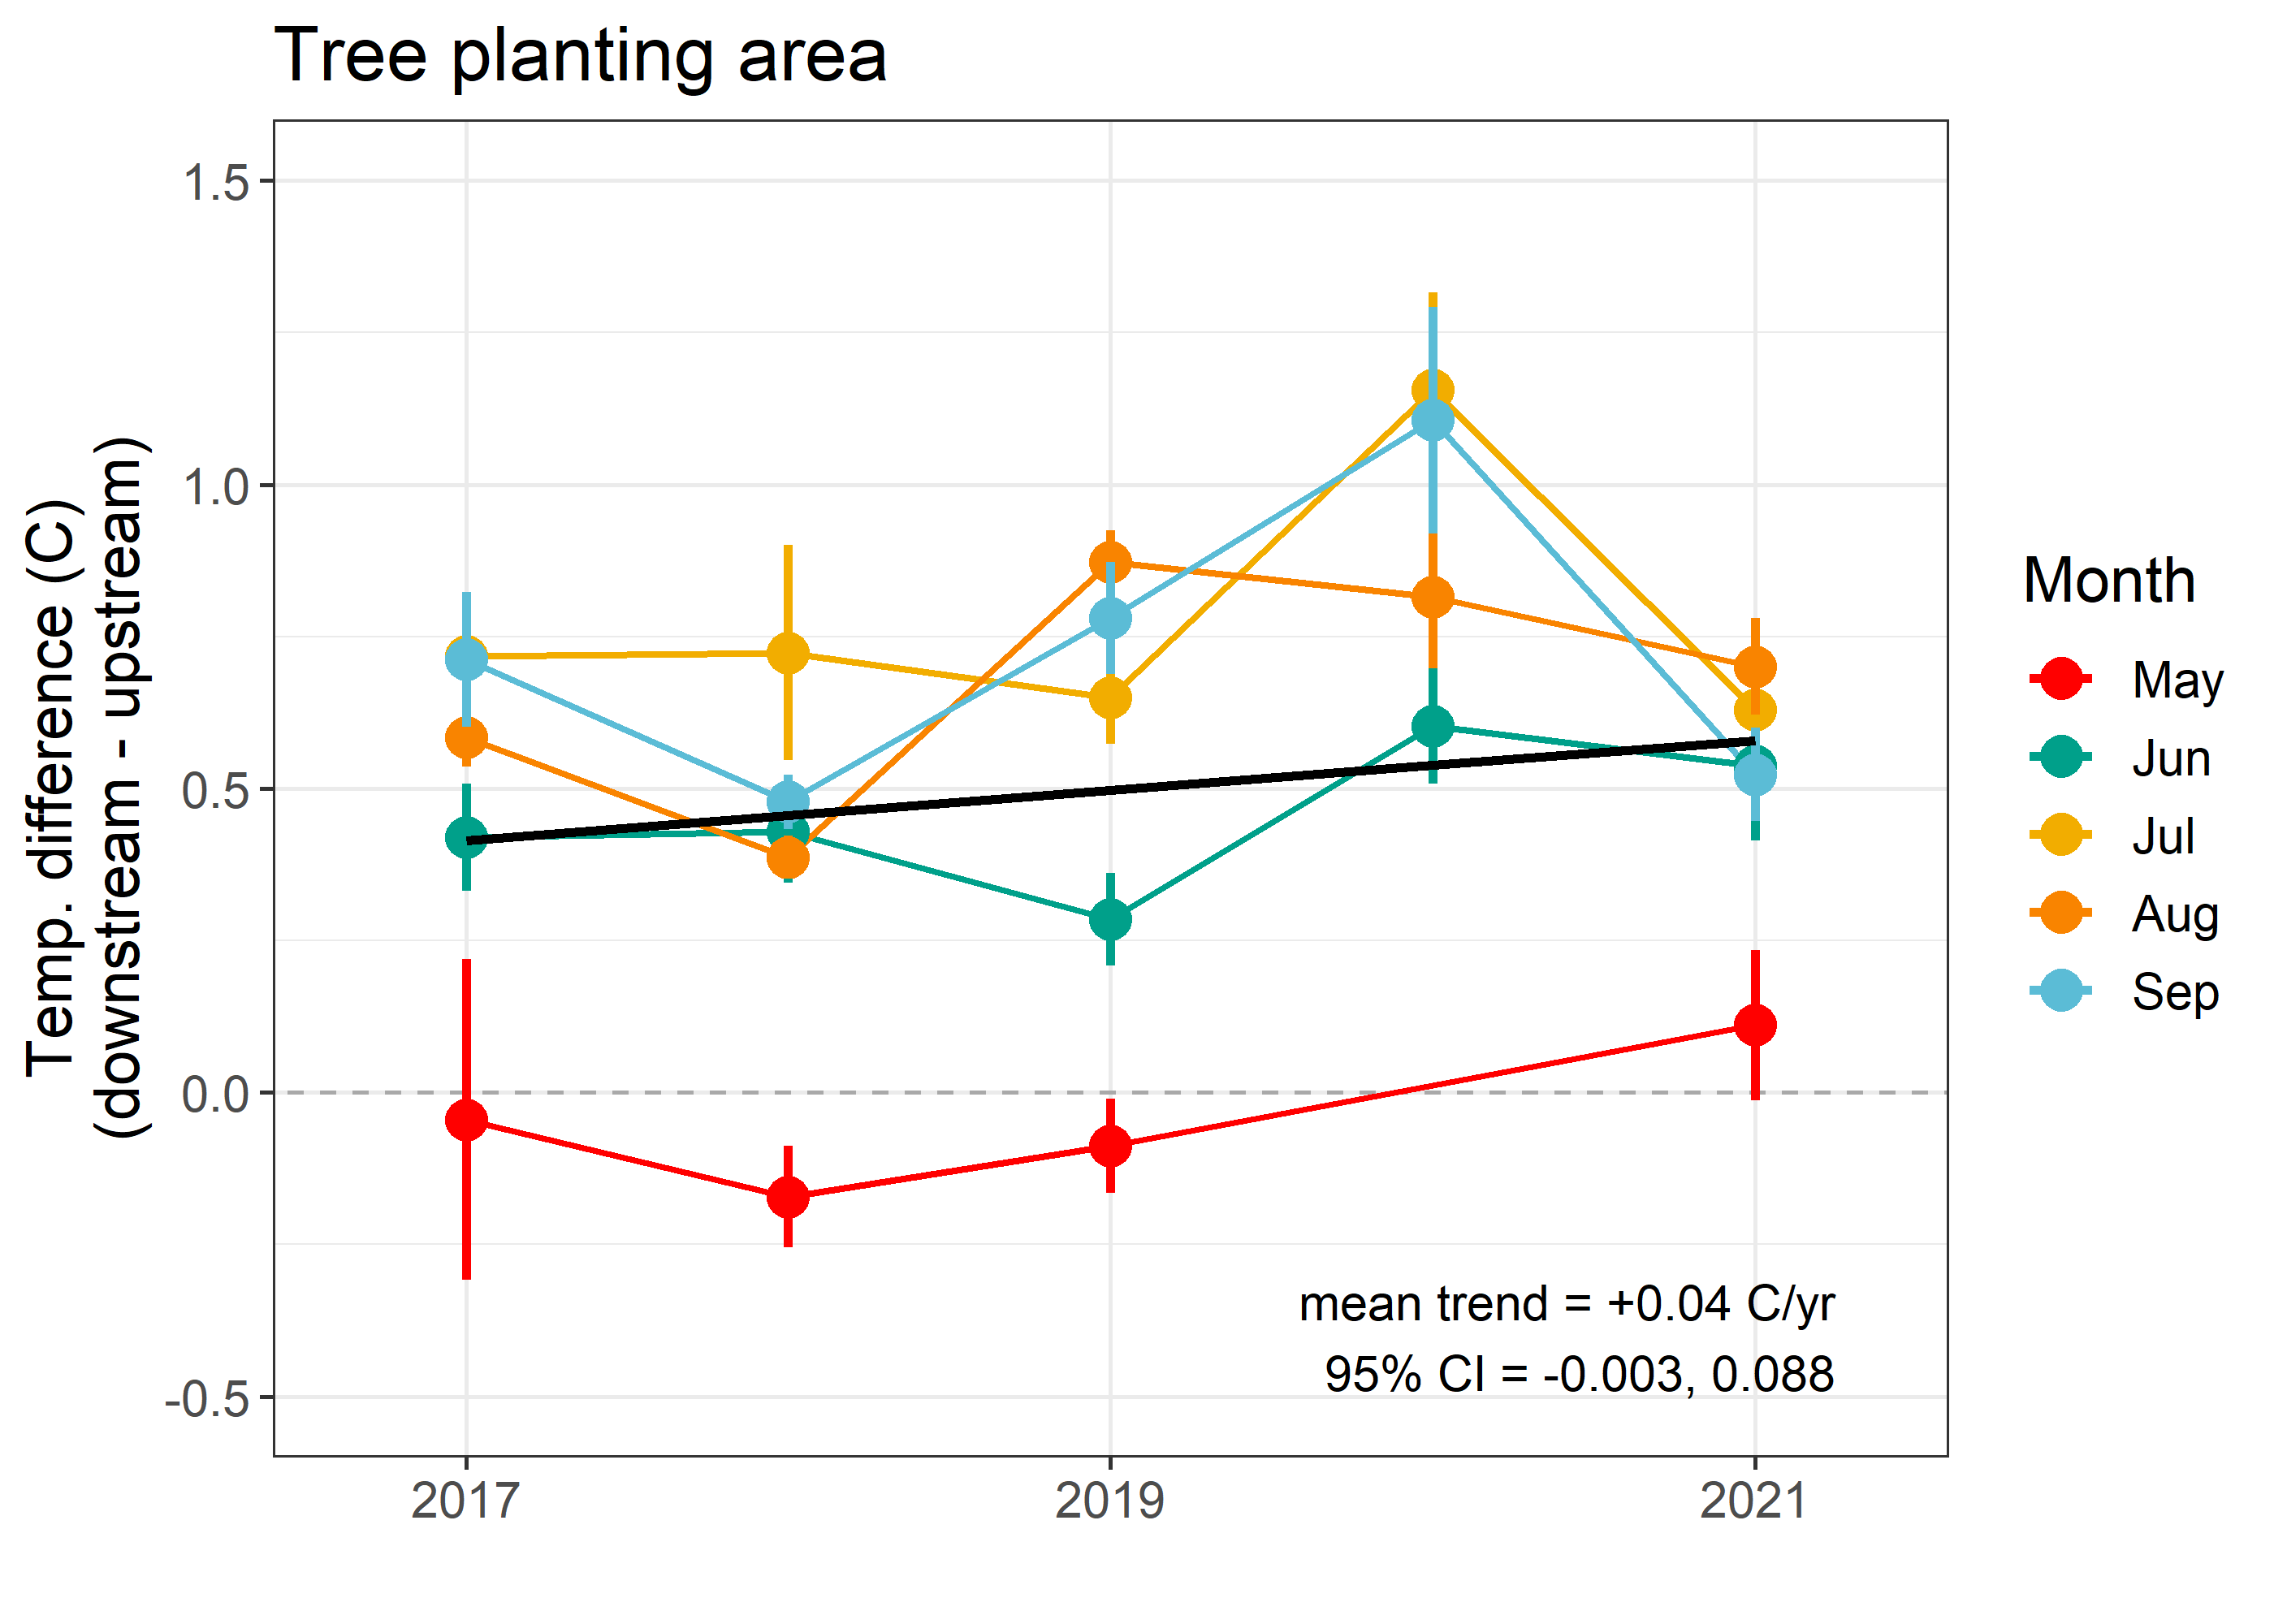 Tree planting area
Temp. difference (C)
(downstream - upstream)
1.5
1.0
0.5
0.0
-0.5
2017
2019
2021
mean trend = +0.04 C/yr
95% CI = -0.003, 0.088
Month
May
Jun
Jul
Aug
Sep